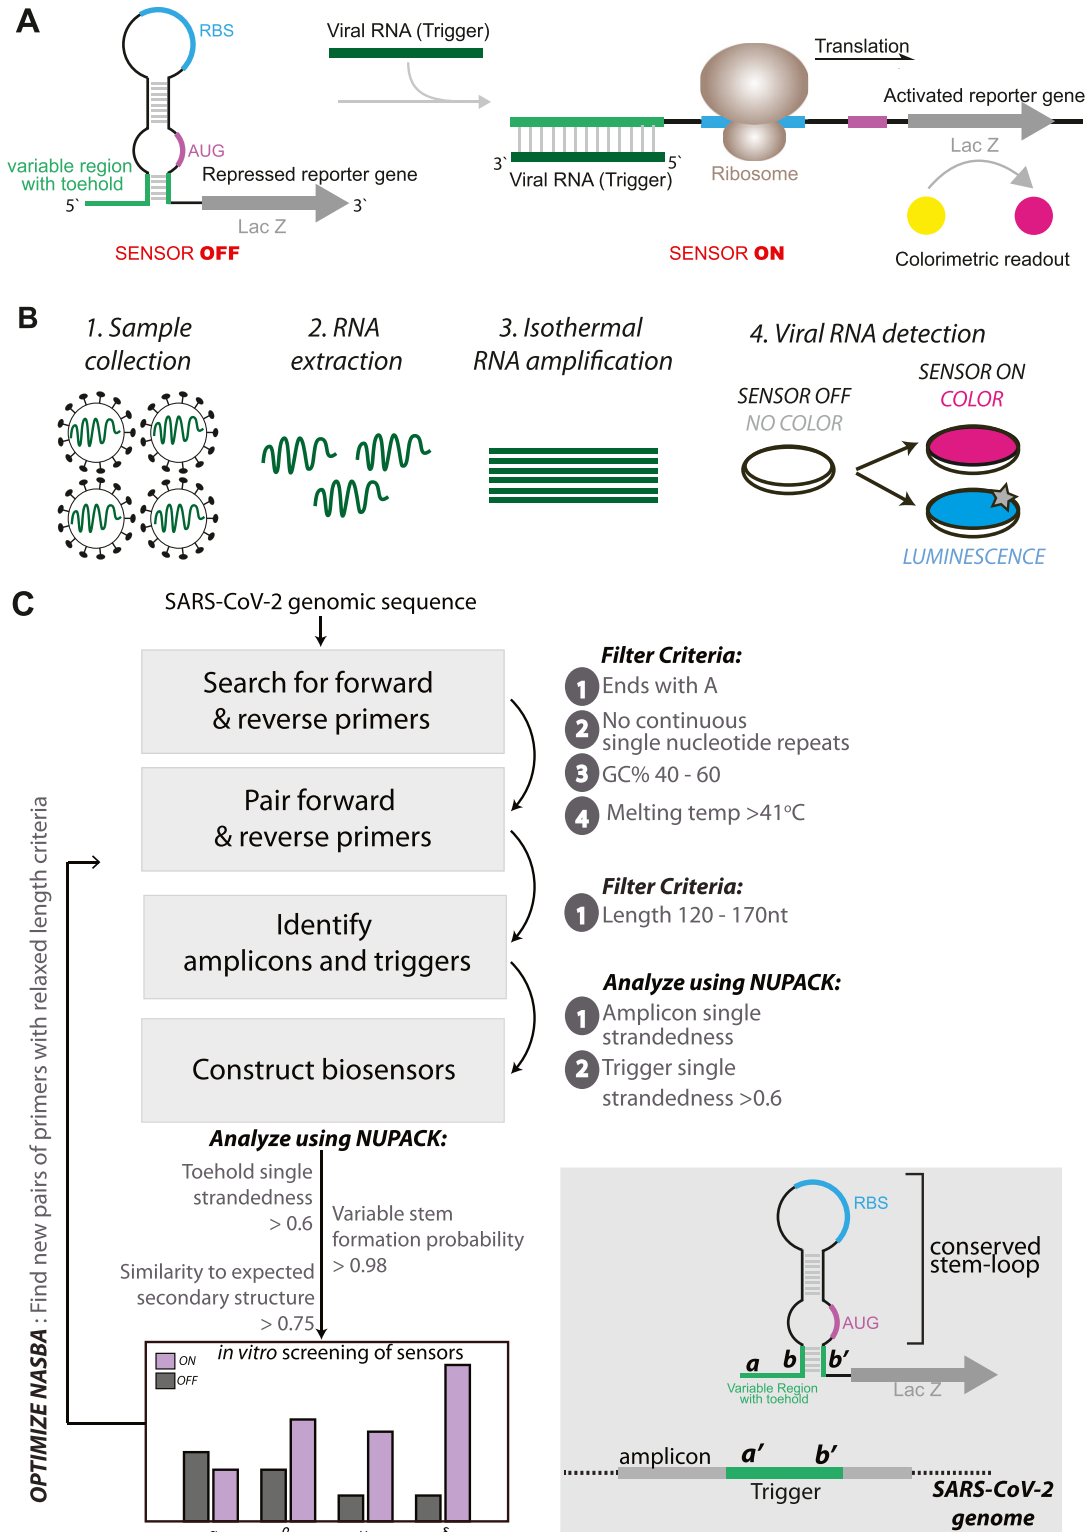 A
RBS
AUG
variable region
with toehold
5`
Repressed reporter gene
3`
Lac Z
SENSOR OFF
Viral RNA (Trigger)
Translation
Activated reporter gene
Lac Z
3`
5`
Viral RNA (Trigger)
Ribosome
SENSOR ON
Colorimetric readout
B
1. Sample
collection
2. RNA
extraction
3. Isothermal
RNA amplification
4. Viral RNA detection
SENSOR OFF
NO COLOR
SENSOR ON
COLOR
LUMINESCENCE
C
SARS-CoV-2 genomic sequence
Search for forward
& reverse primers
Pair forward
& reverse primers
Identify
amplicons and triggers
Construct biosensors
Filter Criteria:
1 Ends with A
2 No continuous
single nucleotide repeats
3 GC% 40 - 60
4 Melting temp >41°C
Filter Criteria:
1 Length 120 - 170nt
Analyze using NUPACK:
1 Amplicon single
strandedness
2 Trigger single
strandedness >0.6
Analyze using NUPACK:
Toehold single
strandedness
> 0.6
Variable stem
formation probability
> 0.98
Similarity to expected
secondary structure
> 0.75
in vitro screening of sensors
ON
OFF
OPTIMIZE NASBA : Find new pairs of primers with relaxed length criteria
RBS
conserved
stem-loop
AUG
a
b
b′
Variable Region
with toehold
Lac Z
amplicon
a′
b′
Trigger
SARS-CoV-2
genome